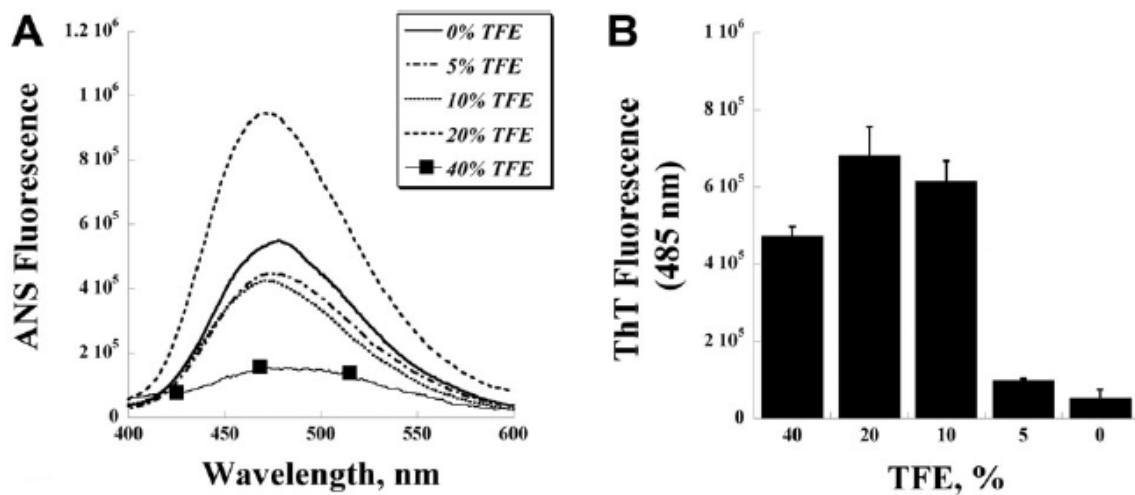 A
ANS Fluorescence
1.2 10⁶
1 10⁶
8 10⁵
6 10⁵
4 10⁵
2 10⁵
0
400 450 500 550 600
Wavelength, nm
0% TFE
5% TFE
10% TFE
20% TFE
40% TFE
B
ThT Fluorescence
(485 nm)
1 10⁶
8 10⁵
6 10⁵
4 10⁵
2 10⁵
0
40 20 10 5 0
TFE, %